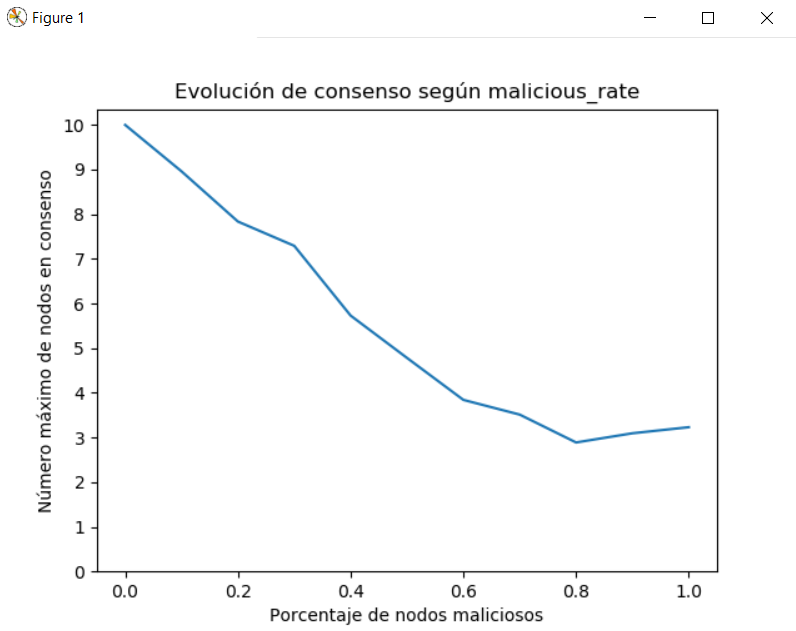 Figure 1
Evolución de consenso según malicious_rate
Número máximo de nodos en consenso
10
9
8
7
6
5
4
3
2
1
0
0.0 0.2 0.4 0.6 0.8 1.0
Porcentaje de nodos maliciosos